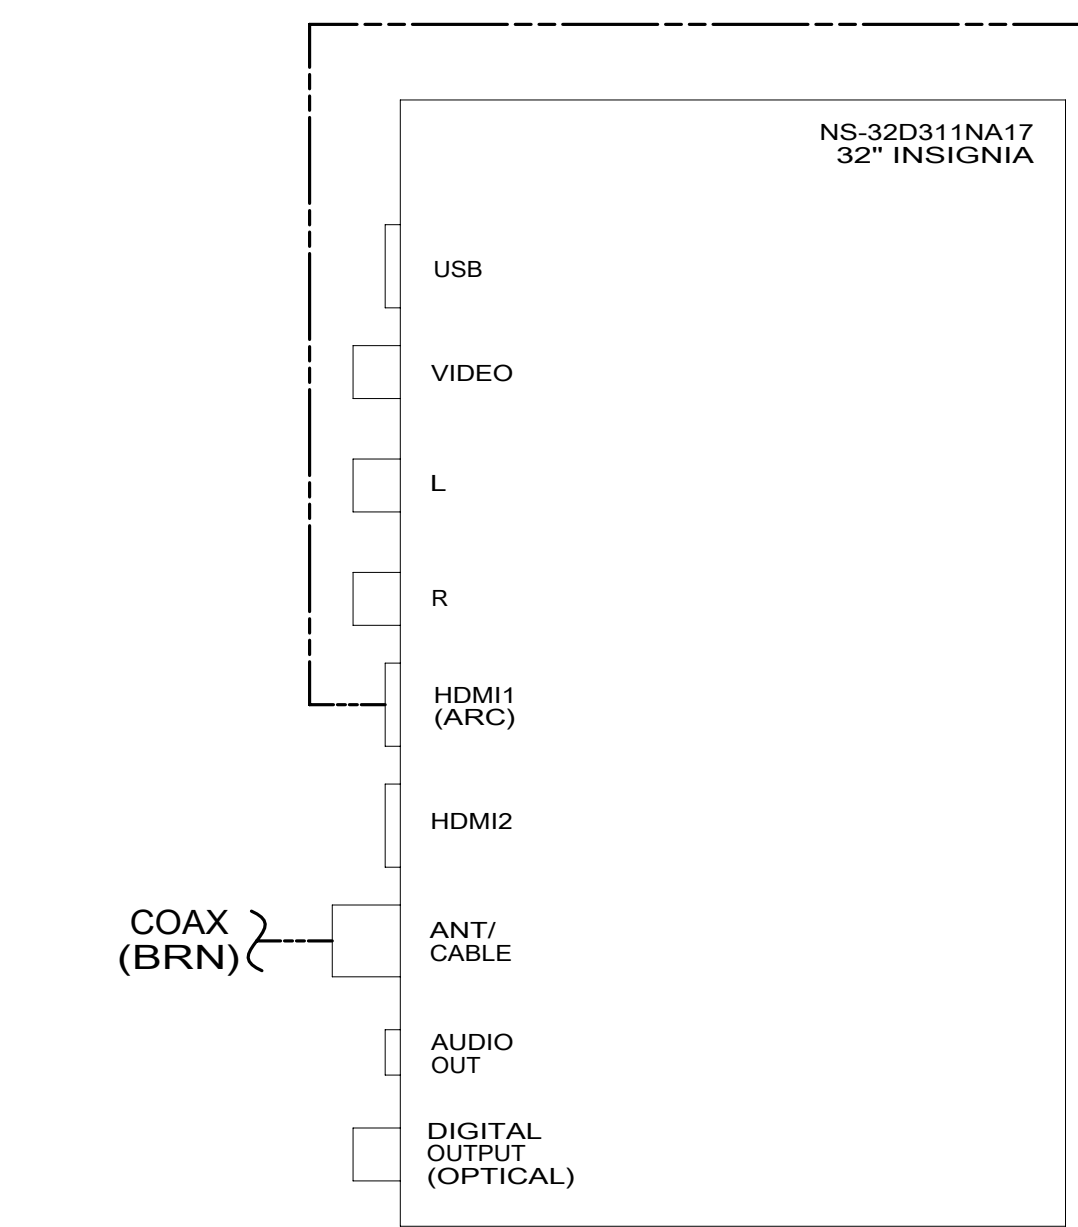 NS-32D311NA17
32" INSIGNIA
USB
VIDEO
L
R
HDMI1
(ARC)
HDMI2
COAX
(BRN)
ANT/
CABLE
AUDIO
OUT
DIGITAL
OUTPUT
(OPTICAL)